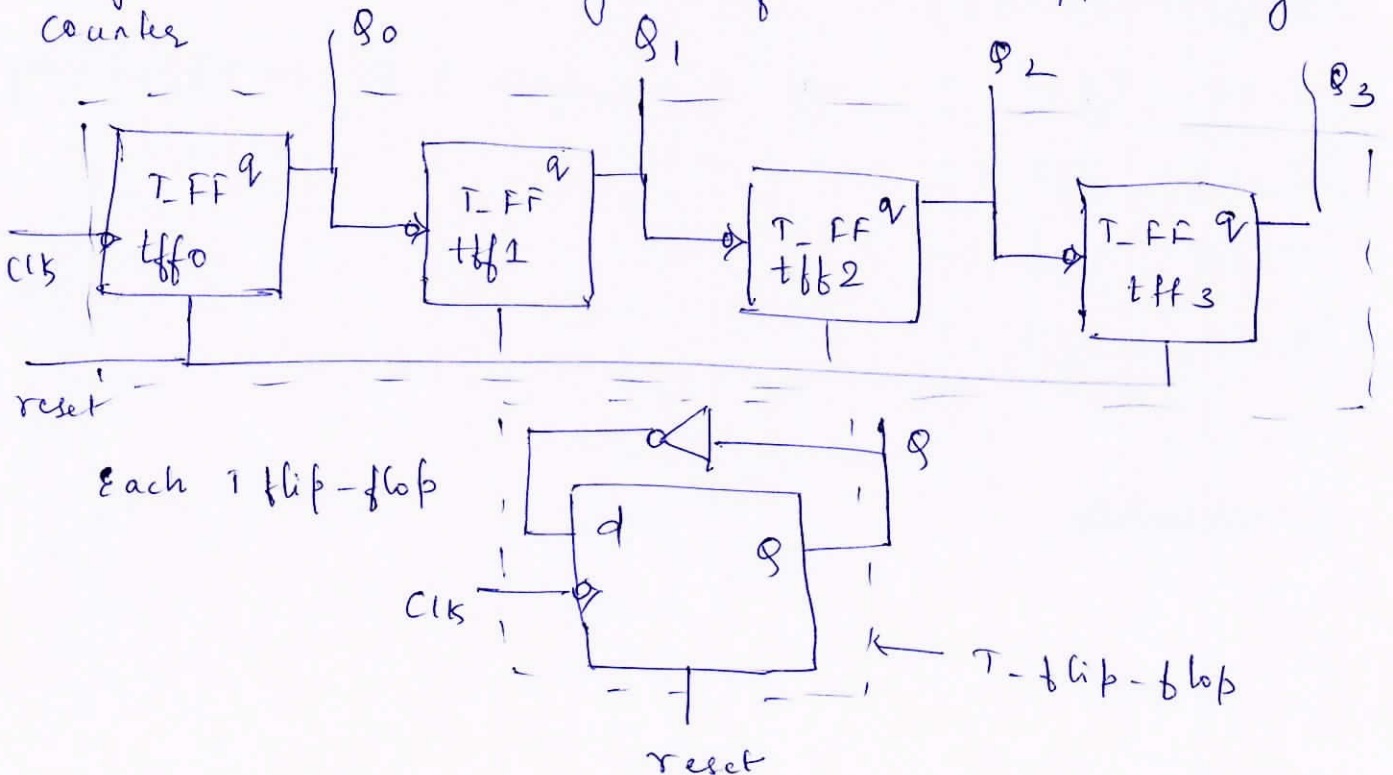 Counter
Q0
Q1
Q2
Q3
T_FF q
tff0
T_FF q
tff1
T_FF q
tff2
T_FF q
tff3
Clk
reset
Each T flip-flop
Q
d
Q
Clk
T-flip-flop
reset